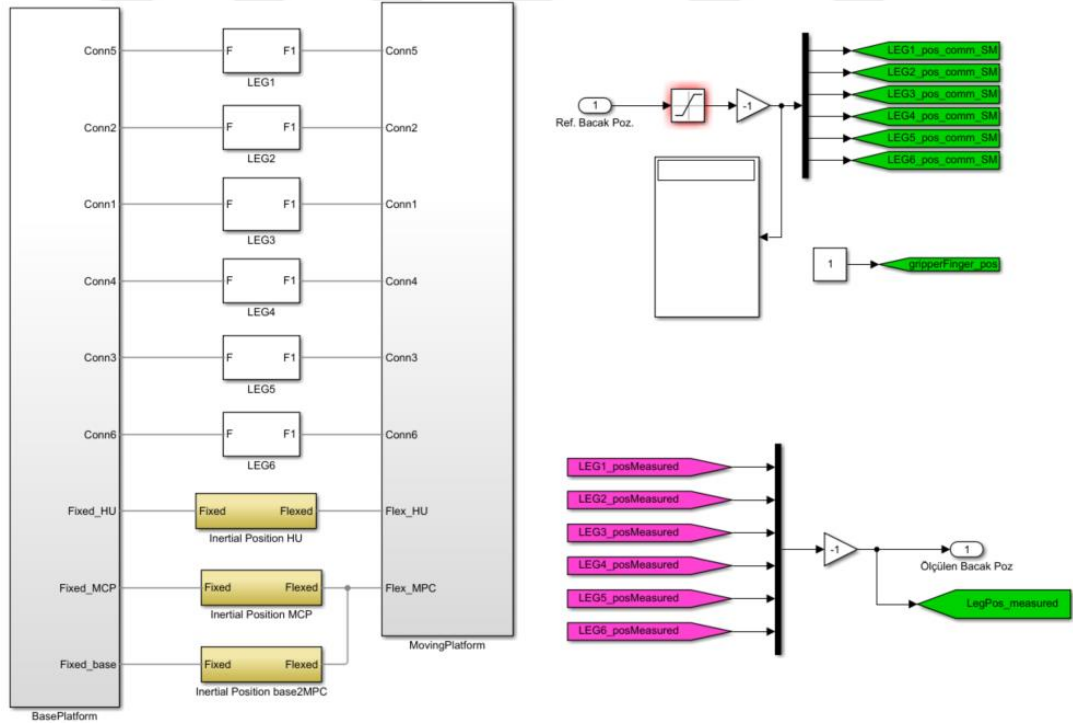 Conn5
F
F1
Conn5
LEG1
Conn2
F
F1
Conn2
LEG2
Conn1
F
F1
Conn1
LEG3
Conn4
F
F1
Conn4
LEG4
Conn3
F
F1
Conn3
LEG5
Conn6
F
F1
Conn6
LEG6
Fixed_HU
Fixed
Flexed
Flex_HU
Inertial Position HU
Fixed_MCP
Fixed
Flexed
Flex_MPC
Inertial Position MCP
MovingPlatform
Fixed_base
Fixed
Flexed
Inertial Position base2MPC
BasePlatform
1
Ref. Bacak Poz.
-1
LEG1_pos_comm_SM
LEG2_pos_comm_SM
LEG3_pos_comm_SM
LEG4_pos_comm_SM
LEG5_pos_comm_SM
LEG6_pos_comm_SM
1
gripperFinger_pos
LEG1_posMeasured
LEG2_posMeasured
LEG3_posMeasured
LEG4_posMeasured
LEG5_posMeasured
LEG6_posMeasured
-1
1
Ölçülen Bacak Poz
LegPos_measured